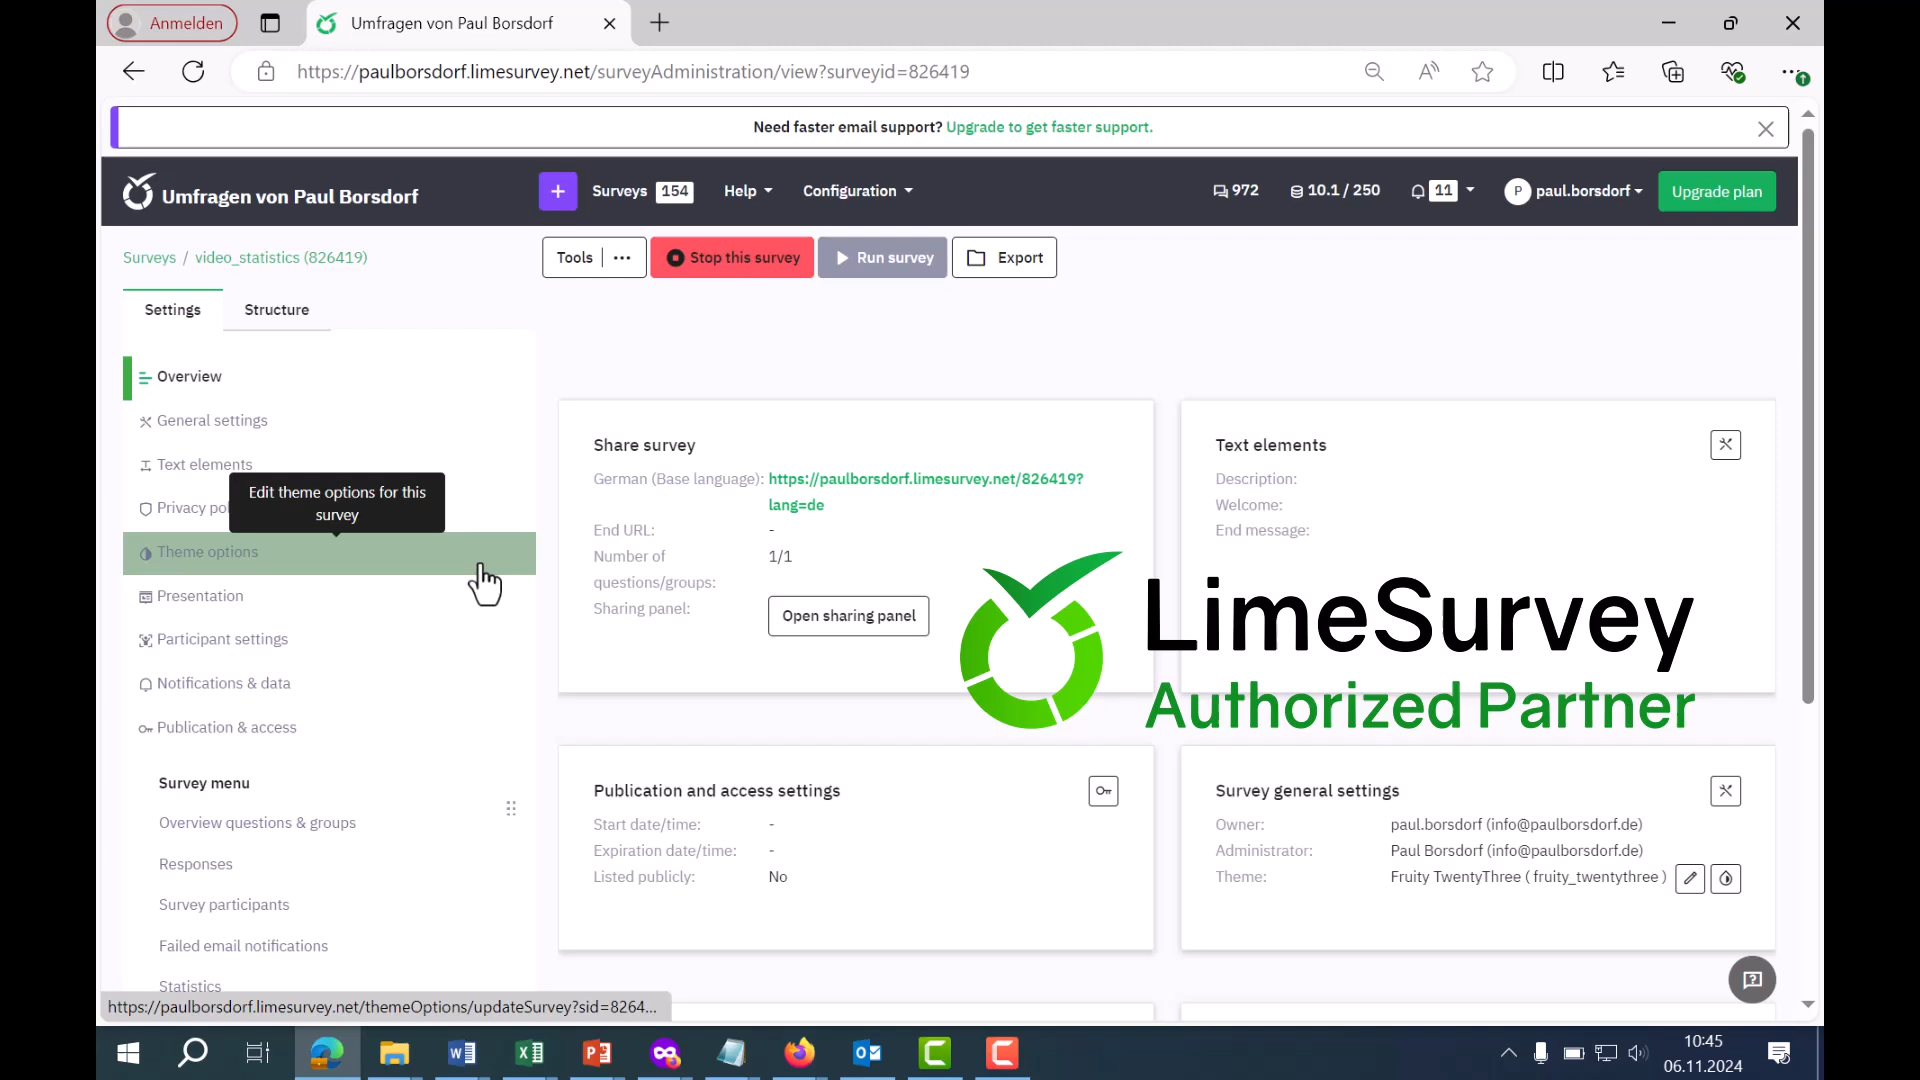 Anmelden
Umfragen von Paul Borsdorf
https://paulborsdorf.limesurvey.net/surveyAdministration/view?surveyid=826419
Need faster email support? Upgrade to get faster support.
Umfragen von Paul Borsdorf
Surveys 154
Help
Configuration
972
10.1 / 250
11
P paul.borsdorf
Upgrade plan
Surveys / video_statistics (826419)
Tools
Stop this survey
Run survey
Export
Settings
Structure
Overview
General settings
Text elements
Privacy pol
Edit theme options for this
survey
Theme options
Presentation
Participant settings
Notifications & data
Publication & access
Survey menu
Overview questions & groups
Responses
Survey participants
Failed email notifications
Statistics
Share survey
German (Base language): https://paulborsdorf.limesurvey.net/826419?
lang=de
End URL: -
Number of 1/1
questions/groups:
Sharing panel:
Open sharing panel
Text elements
Description:
Welcome:
End message:
LimeSurvey
Authorized Partner
Publication and access settings
Start date/time: -
Expiration date/time: -
Listed publicly: No
Survey general settings
Owner: paul.borsdorf (info@paulborsdorf.de)
Administrator: Paul Borsdorf (info@paulborsdorf.de)
Theme: Fruity TwentyThree ( fruity_twentythree )
https://paulborsdorf.limesurvey.net/themeOptions/updateSurvey?sid=8264...
10:45
06.11.2024